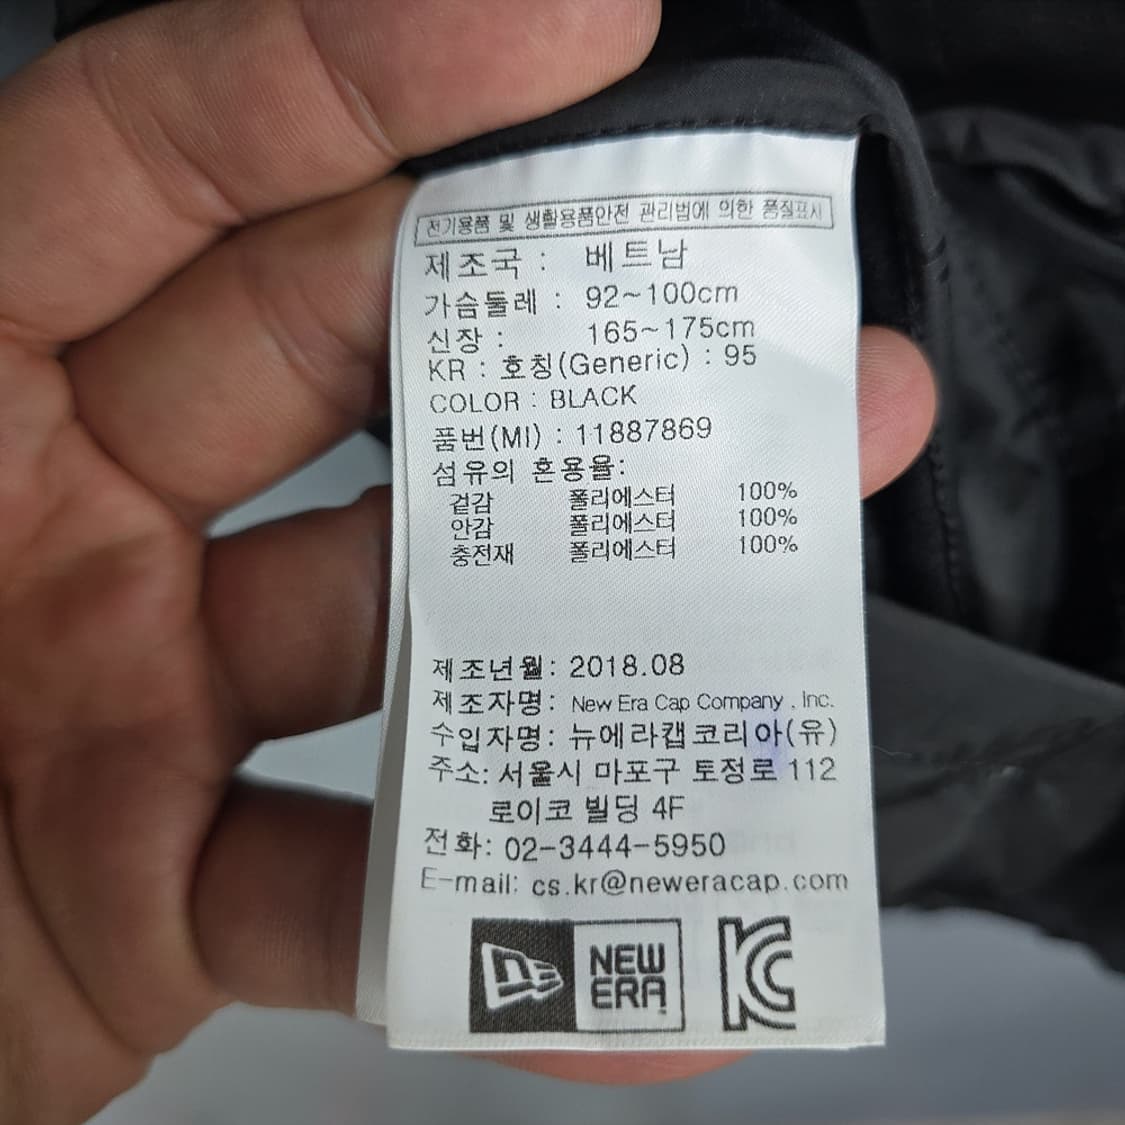 전기용품 및 생활용품안전 관리법에 의한 품질표시
제조국 : 베트남
가슴둘레 : 92~100cm
신장 : 165~175cm
KR : 호칭(Generic) : 95
COLOR : BLACK
품번(MI) : 11887869
섬유의 혼용율:
겉감 폴리에스터 100%
안감 폴리에스터 100%
충전재 폴리에스터 100%
제조년월: 2018.08
제조자명: New Era Cap Company , Inc.
수입자명: 뉴에라캡코리아(유)
주소: 서울시 마포구 토정로 112
로이코 빌딩 4F
전화: 02-3444-5950
E-mail: cs.kr@neweracap.com
NEW
ERA
KC